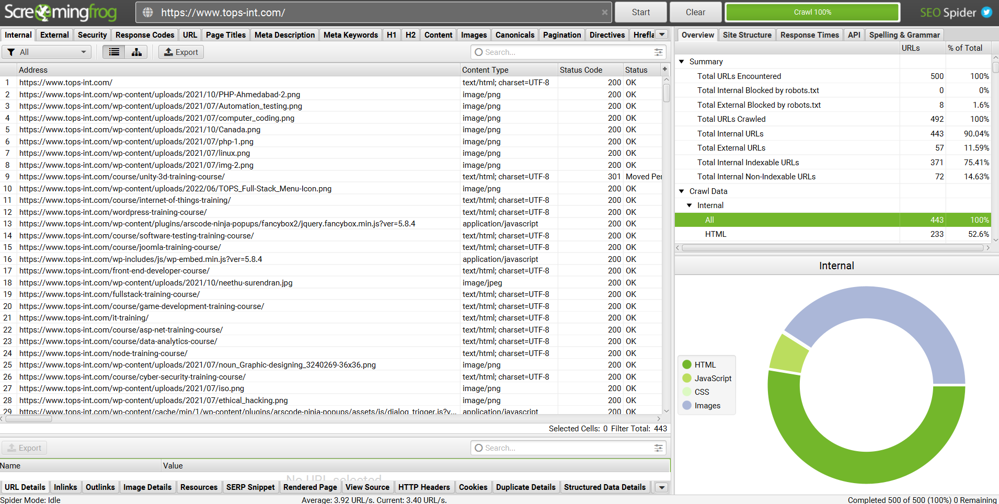 Screamingfrog
https://www.tops-int.com/
Start
Clear
Crawl 100%
SEO Spider
Internal External Security Response Codes URL Page Titles Meta Description Meta Keywords H1 H2 Content Images Canonicals Pagination Directives Hrefla
All
Export
Search...
Address Content Type Status Code Status +
1 https://www.tops-int.com/ text/html; charset=UTF-8 200 OK
2 https://www.tops-int.com/wp-content/uploads/2021/10/PHP-Ahmedabad-2.png image/png 200 OK
3 https://www.tops-int.com/wp-content/uploads/2021/07/Automation_testing.png image/png 200 OK
4 https://www.tops-int.com/wp-content/uploads/2021/07/computer_coding.png image/png 200 OK
5 https://www.tops-int.com/wp-content/uploads/2021/10/Canada.png image/png 200 OK
6 https://www.tops-int.com/wp-content/uploads/2021/07/php-1.png image/png 200 OK
7 https://www.tops-int.com/wp-content/uploads/2021/07/linux.png image/png 200 OK
8 https://www.tops-int.com/wp-content/uploads/2021/07/img-2.png image/png 200 OK
9 https://www.tops-int.com/course/unity-3d-training-course/ text/html; charset=UTF-8 301 Moved Per
10 https://www.tops-int.com/wp-content/uploads/2022/06/TOPS_Full-Stack_Menu-Icon.png image/png 200 OK
11 https://www.tops-int.com/course/internet-of-things-training/ text/html; charset=UTF-8 200 OK
12 https://www.tops-int.com/wordpress-training-course/ text/html; charset=UTF-8 200 OK
13 https://www.tops-int.com/wp-content/plugins/arscode-ninja-popups/fancybox2/jquery.fancybox.min.js?ver=5.8.4 application/javascript 200 OK
14 https://www.tops-int.com/course/software-testing-training-course/ text/html; charset=UTF-8 200 OK
15 https://www.tops-int.com/course/joomla-training-course/ text/html; charset=UTF-8 200 OK
16 https://www.tops-int.com/wp-includes/js/wp-embed.min.js?ver=5.8.4 application/javascript 200 OK
17 https://www.tops-int.com/front-end-developer-course/ text/html; charset=UTF-8 200 OK
18 https://www.tops-int.com/wp-content/uploads/2021/10/neethu-surendran.jpg image/jpeg 200 OK
19 https://www.tops-int.com/fullstack-training-course/ text/html; charset=UTF-8 200 OK
20 https://www.tops-int.com/course/game-development-training-course/ text/html; charset=UTF-8 200 OK
21 https://www.tops-int.com/it-training/ text/html; charset=UTF-8 200 OK
22 https://www.tops-int.com/course/asp-net-training-course/ text/html; charset=UTF-8 200 OK
23 https://www.tops-int.com/course/data-analytics-course/ text/html; charset=UTF-8 200 OK
24 https://www.tops-int.com/node-training-course/ text/html; charset=UTF-8 200 OK
25 https://www.tops-int.com/wp-content/uploads/2021/07/noun_Graphic-designing_3240269-36x36.png image/png 200 OK
26 https://www.tops-int.com/course/cyber-security-training-course/ text/html; charset=UTF-8 200 OK
27 https://www.tops-int.com/wp-content/uploads/2021/07/iso.png image/png 200 OK
28 https://www.tops-int.com/wp-content/uploads/2021/07/ethical_hacking.png image/png 200 OK
29 https://www.tops-int.com/wp-content/cache/min/1/wp-content/plugins/arscode-ninja-popups/assets/js/dialog_trigger.js?v... application/javascript 200 OK
Selected Cells: 0 Filter Total: 443
Export
Search...
Name Value
No URL selected
URL Details Inlinks Outlinks Image Details Resources SERP Snippet Rendered Page View Source HTTP Headers Cookies Duplicate Details Structured Data Details
Overview Site Structure Response Times API Spelling & Grammar
URLs % of Total
Summary
Total URLs Encountered 500 100%
Total Internal Blocked by robots.txt 0 0%
Total External Blocked by robots.txt 8 1.6%
Total URLs Crawled 492 100%
Total Internal URLs 443 90.04%
Total External URLs 57 11.59%
Total Internal Indexable URLs 371 75.41%
Total Internal Non-Indexable URLs 72 14.63%
Crawl Data
Internal
All 443 100%
HTML 233 52.6%
Internal
HTML
JavaScript
CSS
Images
Spider Mode: Idle Average: 3.92 URL/s. Current: 3.40 URL/s. Completed 500 of 500 (100%) 0 Remaining